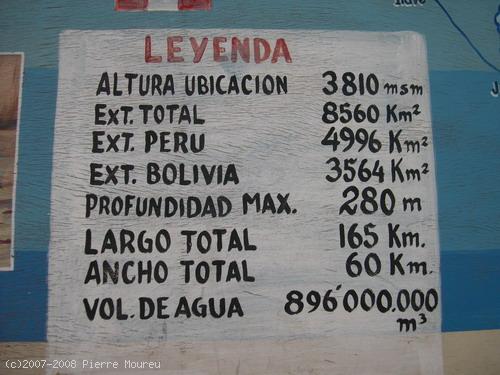 Ilave
LEYENDA
ALTURA UBICACION 3810 msm
EXT. TOTAL 8560 Km²
EXT. PERU 4996 Km²
EXT. BOLIVIA 3564 Km²
PROFUNDIDAD MAX. 280 m
LARGO TOTAL 165 Km.
ANCHO TOTAL 60 Km.
VOL. DE AGUA 896'000.000 m³
(c)2007-2008 Pierre Moureu